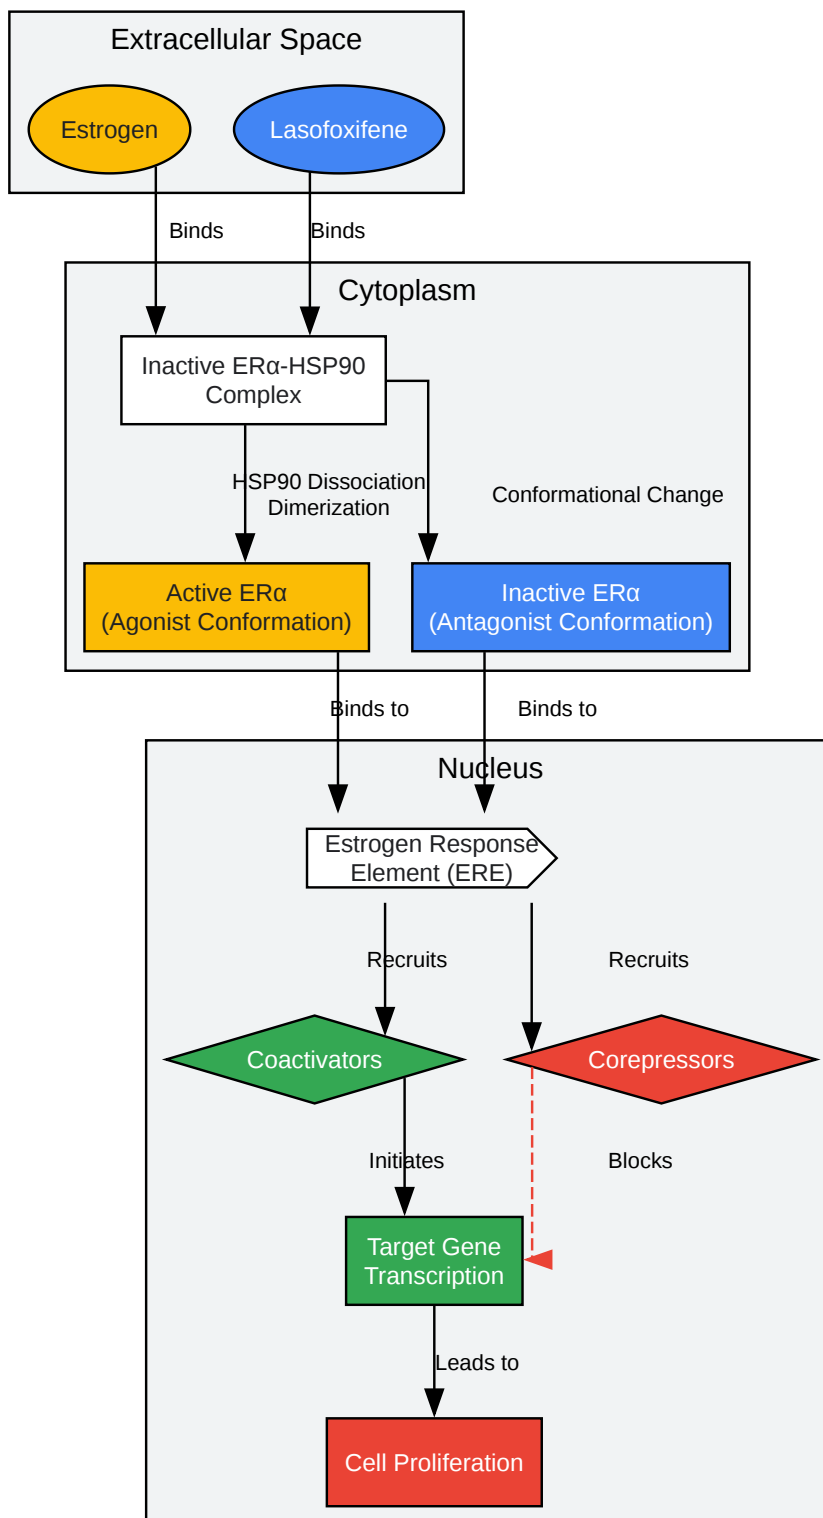 Extracellular Space
Estrogen
Lasofoxifene
Binds
Binds
Cytoplasm
Inactive ERα-HSP90
Complex
HSP90 Dissociation
Dimerization
Conformational Change
Active ERα
(Agonist Conformation)
Inactive ERα
(Antagonist Conformation)
Binds to
Binds to
Nucleus
Estrogen Response
Element (ERE)
Recruits
Recruits
Coactivators
Corepressors
Initiates
Blocks
Target Gene
Transcription
Leads to
Cell Proliferation